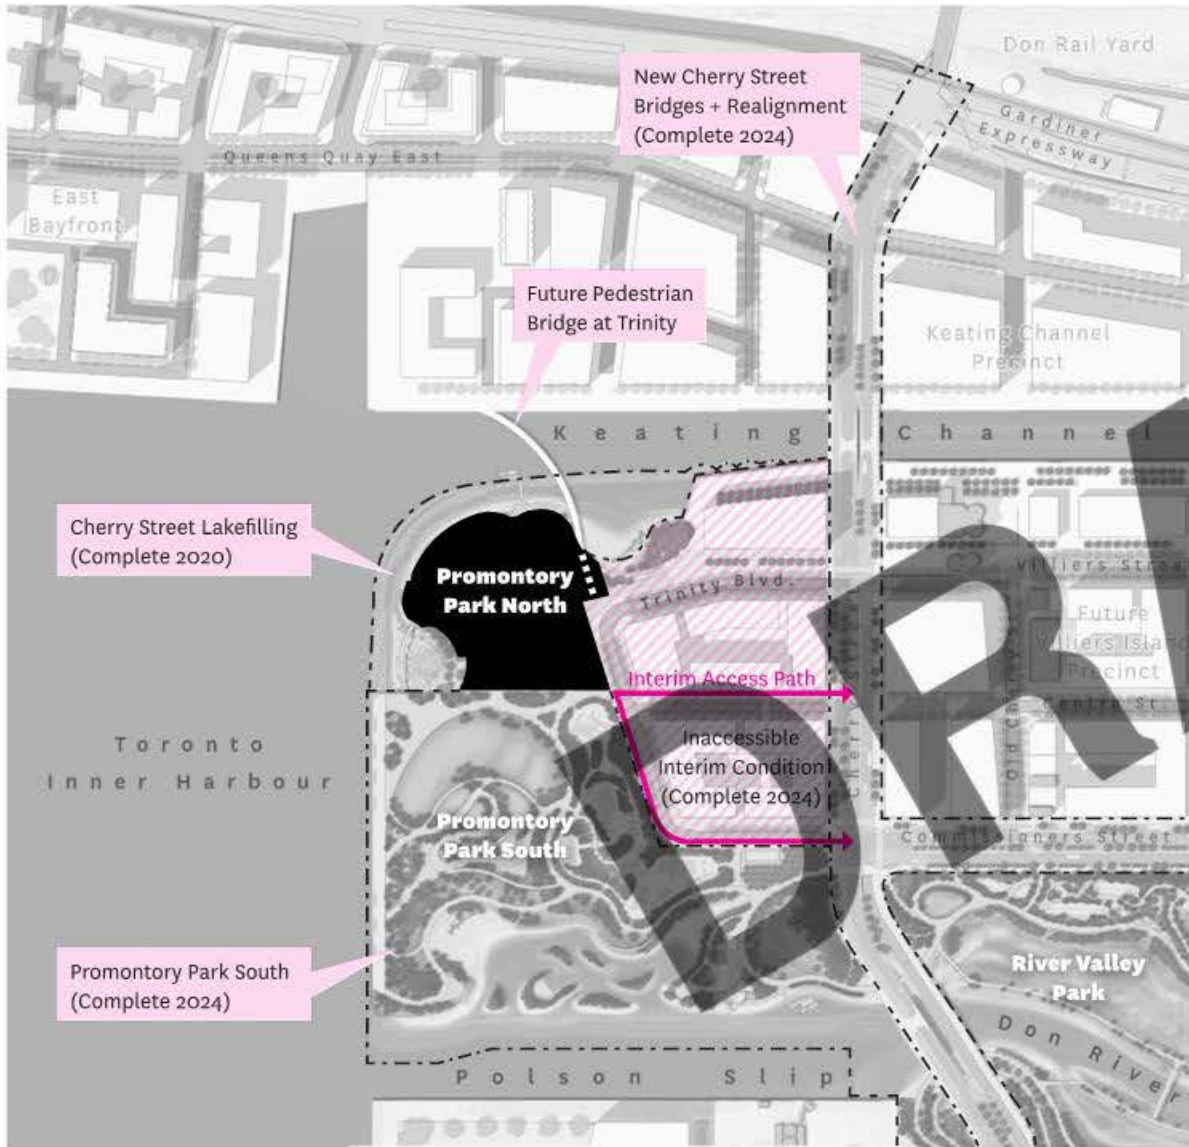 Don Rail Yard
New Cherry Street
Bridges + Realignment
(Complete 2024)
Gardiner
Expressway
Queens Quay East
East
Bayfront
Future Pedestrian
Bridge at Trinity
Keating Channel
Precinct
Keating Channel
Cherry Street Lakefilling
(Complete 2020)
Promontory
Park North
Trinity Blvd.
Villiers Street
Future
Villiers Island
Precinct
Interim Access Path
Centre St.
Toronto
Inner Harbour
Inaccessible
Interim Condition
(Complete 2024)
Promontory
Park South
Commissioners Street
Promontory Park South
(Complete 2024)
River Valley
Park
Don River
Polson Slip